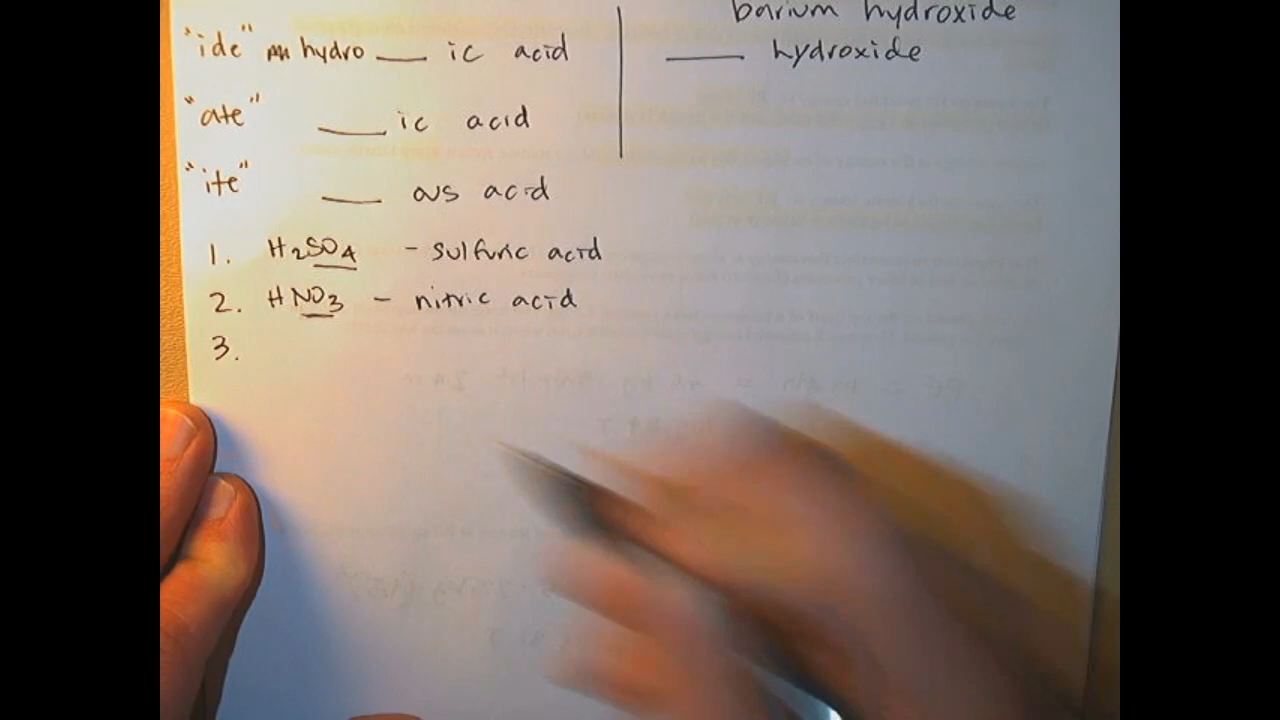 barium hydroxide
"ide" hydro ___ ic acid
___ hydroxide
"ate" ___ ic acid
"ite" ___ ous acid
1. H₂SO₄ - sulfuric acid
2. HNO₃ - nitric acid
3.